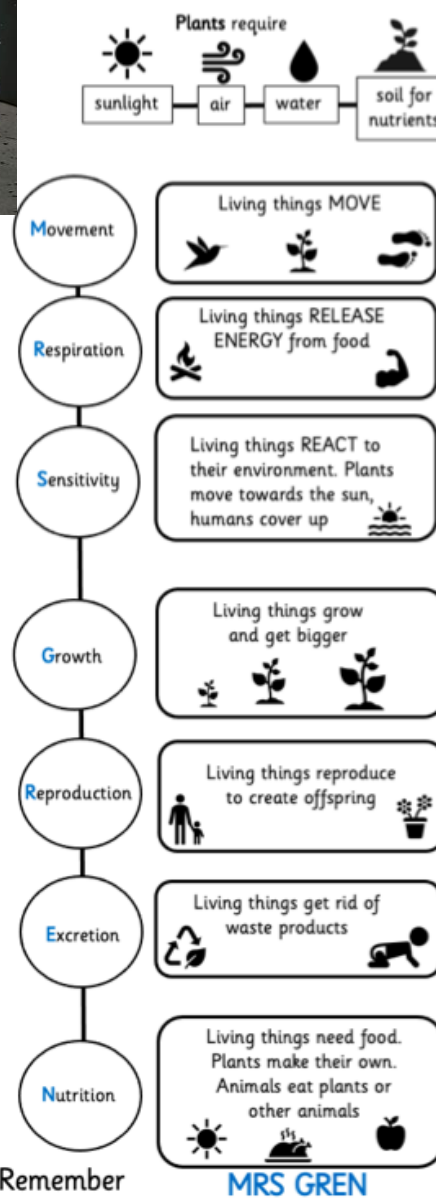 Plants require
sunlight air water soil for
nutrients
Movement
Living things MOVE
Respiration
Living things RELEASE
ENERGY from food
Sensitivity
Living things REACT to
their environment. Plants
move towards the sun,
humans cover up
Growth
Living things grow
and get bigger
Reproduction
Living things reproduce
to create offspring
Excretion
Living things get rid of
waste products
Nutrition
Living things need food.
Plants make their own.
Animals eat plants or
other animals
Remember MRS GREN